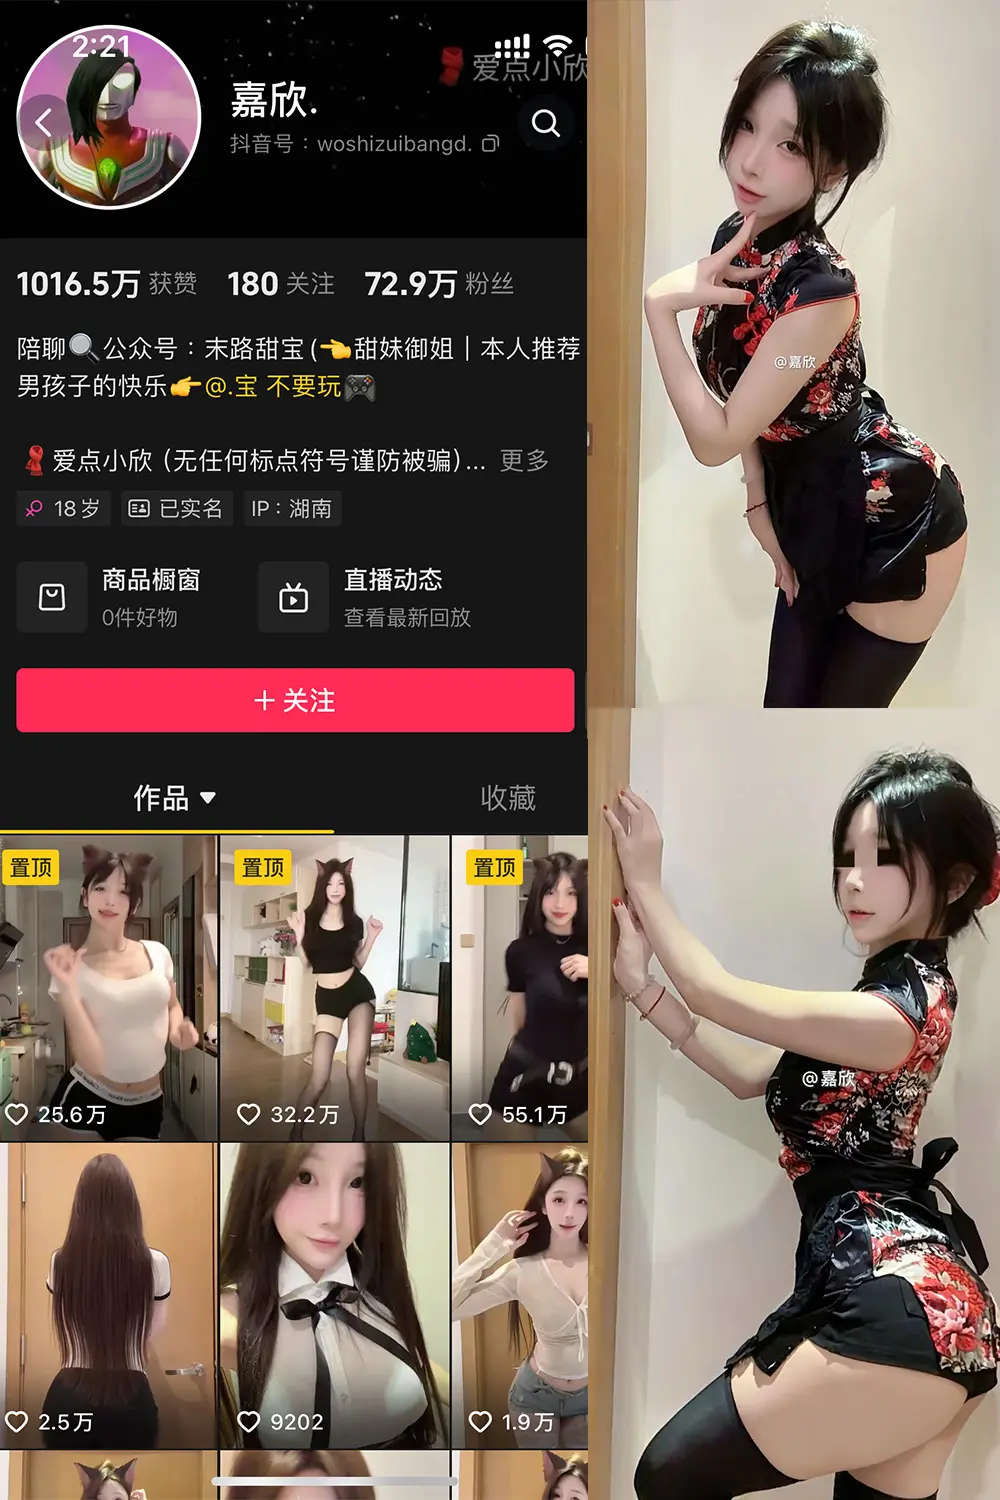 2:21
爱点小欣
嘉欣.
抖音号：woshizuibangd.
1016.5万 获赞 180 关注 72.9万 粉丝
陪聊🔍公众号：末路甜宝(👈甜妹御姐｜本人推荐
男孩子的快乐👉@.宝 不要玩🎮
🧣爱点小欣（无任何标点符号谨防被骗)... 更多
18岁 已实名 IP：湖南
商品橱窗 直播动态
0件好物 查看最新回放
＋关注
作品 收藏
置顶 置顶 置顶
25.6万 32.2万 55.1万
2.5万 9202 1.9万
@嘉欣
@嘉欣